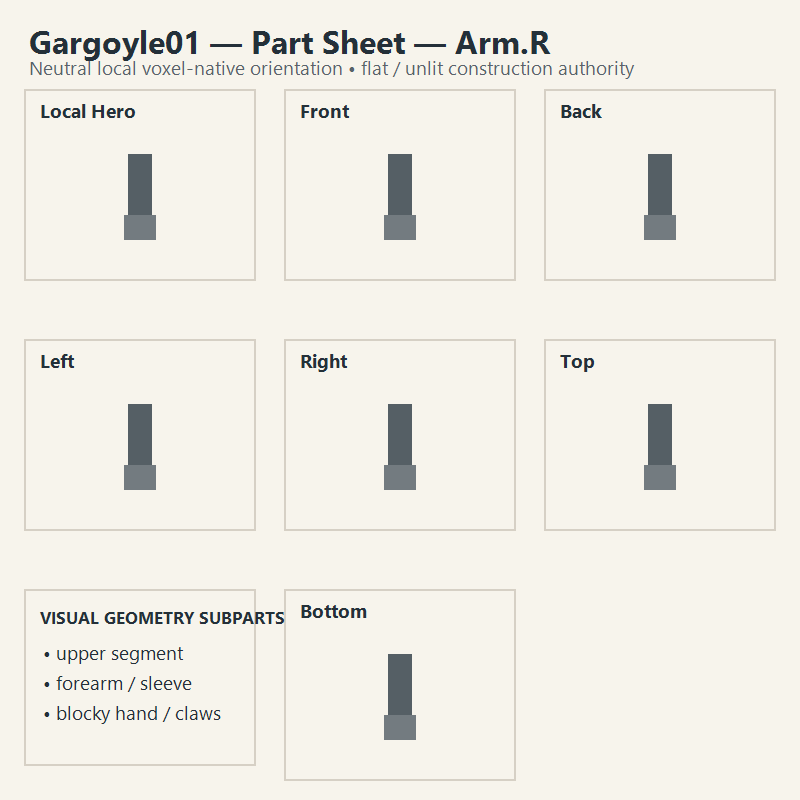 Gargoyle01 — Part Sheet — Arm.R
Neutral local voxel-native orientation • flat / unlit construction authority
Local Hero
Front
Back
Left
Right
Top
VISUAL GEOMETRY SUBPARTS
• upper segment
• forearm / sleeve
• blocky hand / claws
Bottom